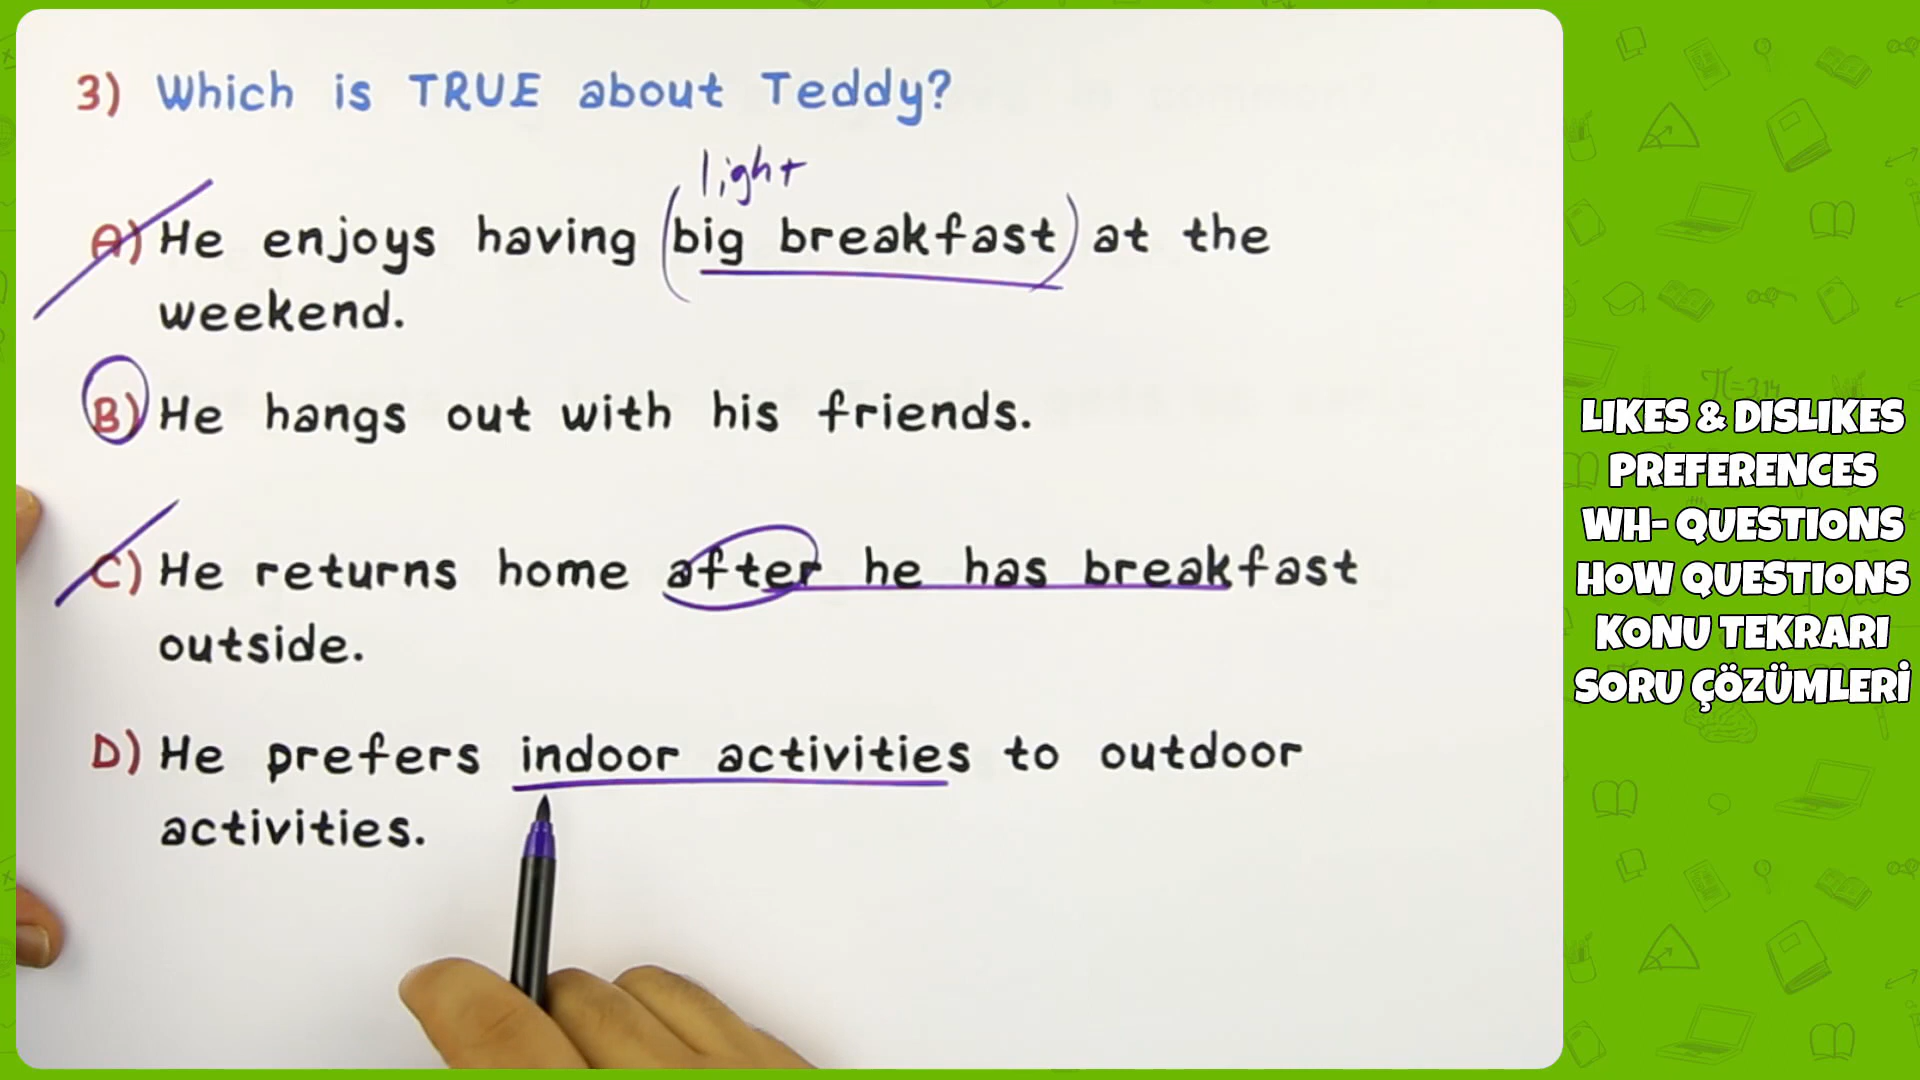 3) Which is TRUE about Teddy?
light
A) He enjoys having (big breakfast) at the
weekend.
B) He hangs out with his friends.
C) He returns home after he has breakfast
outside.
D) He prefers indoor activities to outdoor
activities.
LIKES & DISLIKES
PREFERENCES
WH- QUESTIONS
HOW QUESTIONS
KONU TEKRARI
SORU ÇÖZÜMLERİ
π=3,14